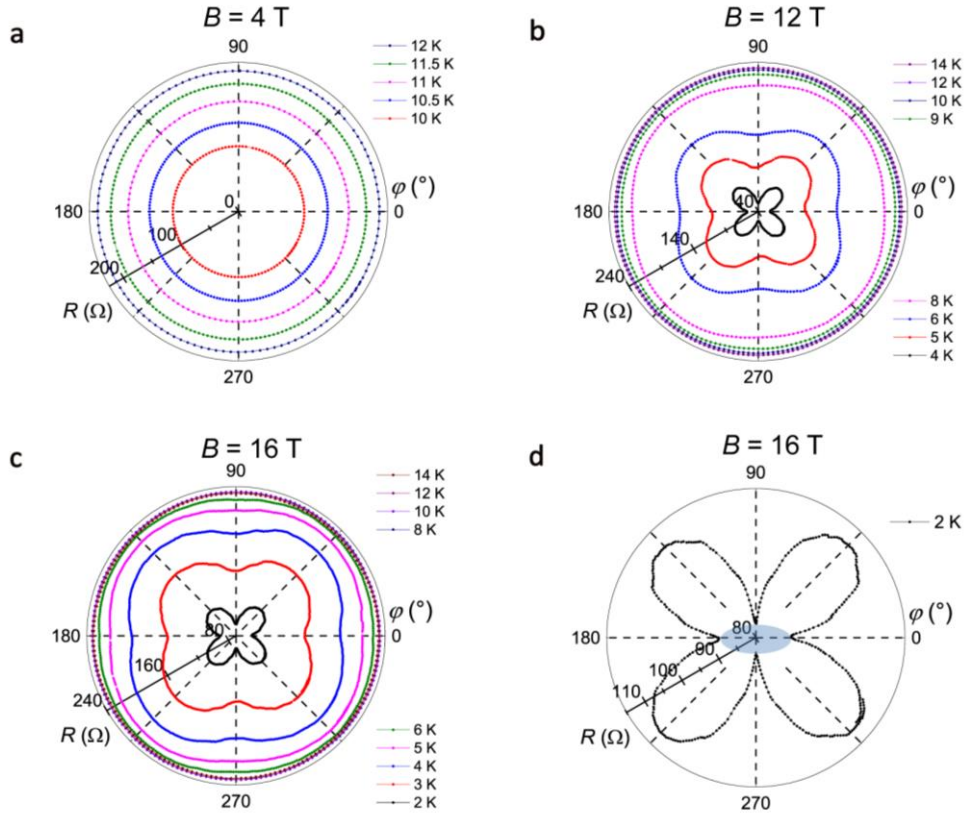 a
B = 4 T
90
180
270
φ (°)
0
0
100
200
R (Ω)
12 K
11.5 K
11 K
10.5 K
10 K
b
B = 12 T
90
180
270
φ (°)
0
40
140
240
R (Ω)
14 K
12 K
10 K
9 K
8 K
6 K
5 K
4 K
c
B = 16 T
90
180
270
φ (°)
0
80
160
240
R (Ω)
14 K
12 K
10 K
8 K
6 K
5 K
4 K
3 K
2 K
d
B = 16 T
90
180
270
φ (°)
0
80
90
100
110
R (Ω)
2 K